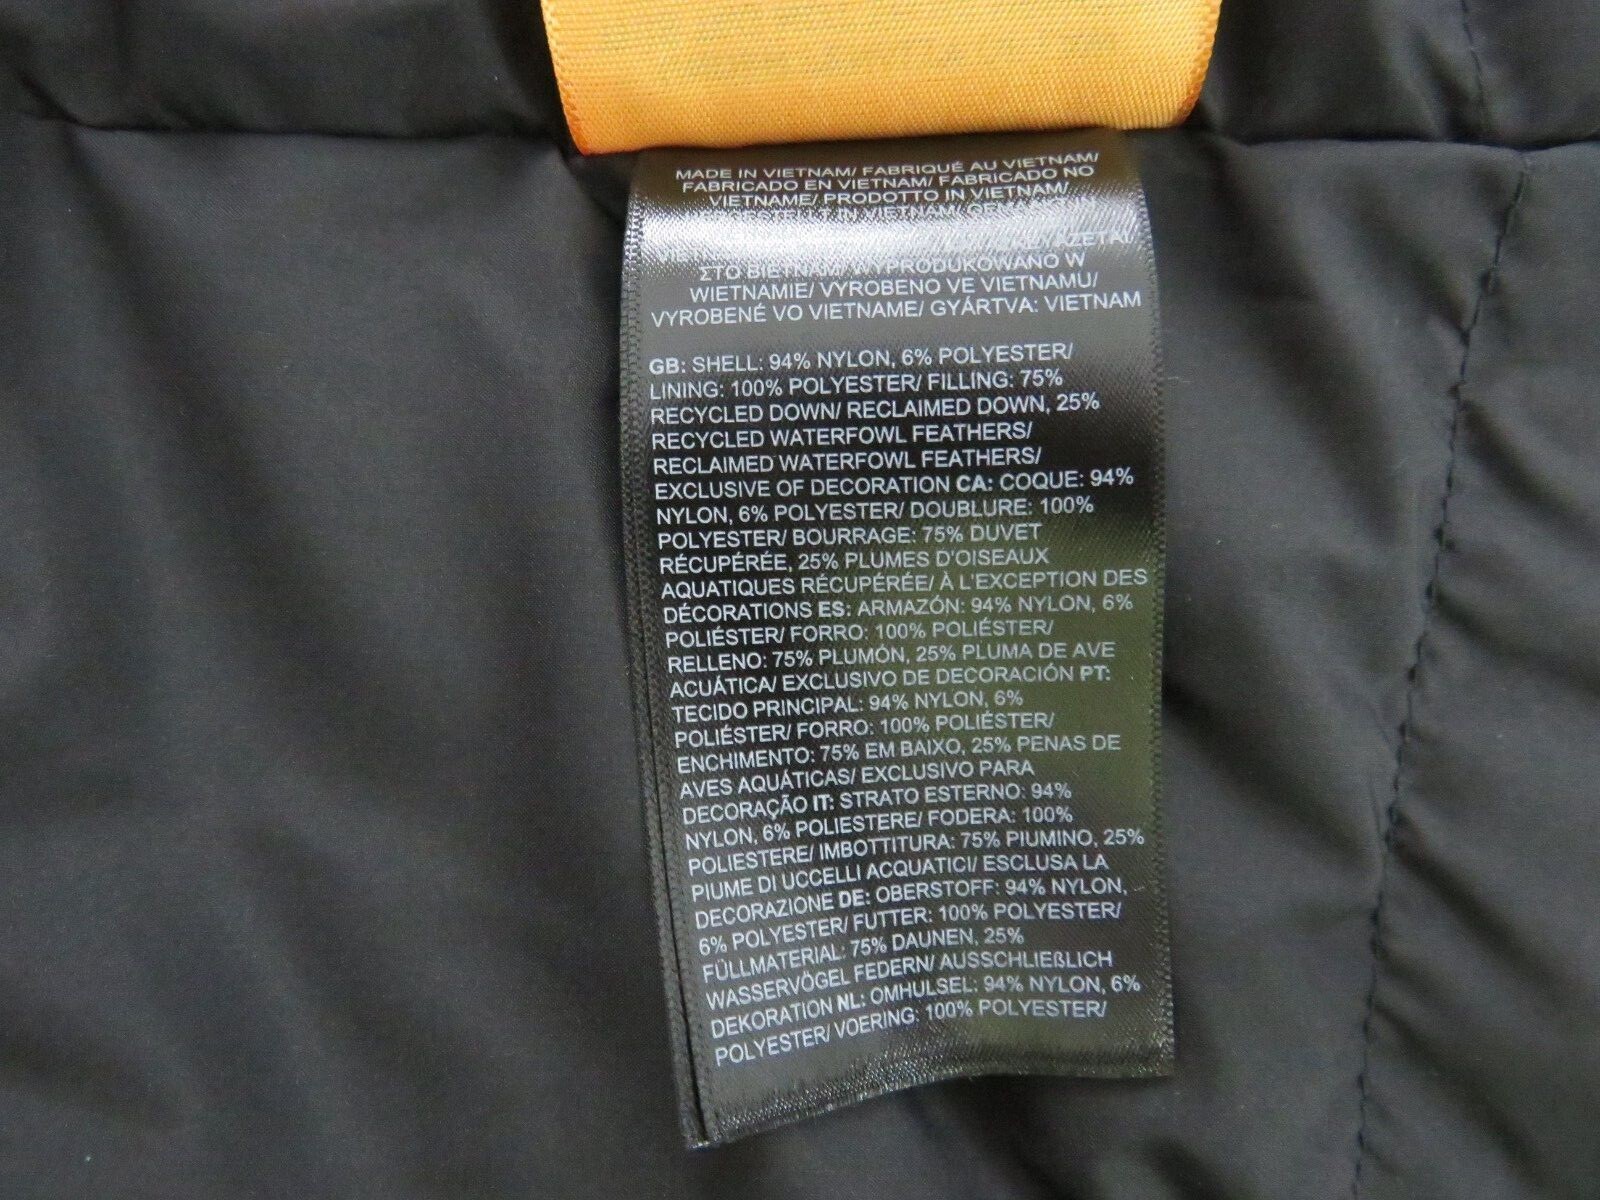 MADE IN VIETNAM/ FABRIQUÉ AU VIETNAM/
FABRICADO EN VIETNAM/ FABRICADO NO
VIETNAME/ PRODOTTO IN VIETNAM/
IN VIETNAM/
ΣΤΟ ΒΙΕΤΝΑΜ/ WYPRODUKOWANO W
WIETNAMIE/ VYROBENO VE VIETNAMU/
VYROBENÉ VO VIETNAME/ GYÁRTVA: VIETNAM
GB: SHELL: 94% NYLON, 6% POLYESTER/
LINING: 100% POLYESTER/ FILLING: 75%
RECYCLED DOWN/ RECLAIMED DOWN, 25%
RECYCLED WATERFOWL FEATHERS/
RECLAIMED WATERFOWL FEATHERS/
EXCLUSIVE OF DECORATION CA: COQUE: 94%
NYLON, 6% POLYESTER/ DOUBLURE: 100%
POLYESTER/ BOURRAGE: 75% DUVET
RÉCUPÉRÉE, 25% PLUMES D'OISEAUX
AQUATIQUES RÉCUPÉRÉE/ À L'EXCEPTION DES
DÉCORATIONS ES: ARMAZÓN: 94% NYLON, 6%
POLIÉSTER/ FORRO: 100% POLIÉSTER/
RELLENO: 75% PLUMÓN, 25% PLUMA DE AVE
ACUÁTICA/ EXCLUSIVO DE DECORACIÓN PT:
TECIDO PRINCIPAL: 94% NYLON, 6%
POLIÉSTER/ FORRO: 100% POLIÉSTER/
ENCHIMENTO: 75% EM BAIXO, 25% PENAS DE
AVES AQUÁTICAS/ EXCLUSIVO PARA
DECORAÇÃO IT: STRATO ESTERNO: 94%
NYLON, 6% POLIESTERE/ FODERA: 100%
POLIESTERE/ IMBOTTITURA: 75% PIUMINO, 25%
PIUME DI UCCELLI ACQUATICI/ ESCLUSA LA
DECORAZIONE DE: OBERSTOFF: 94% NYLON,
6% POLYESTER/ FUTTER: 100% POLYESTER/
FÜLLMATERIAL: 75% DAUNEN, 25%
WASSERVÖGEL FEDERN/ AUSSCHLIEßLICH
DEKORATION NL: OMHULSEL: 94% NYLON, 6%
POLYESTER/ VOERING: 100% POLYESTER/